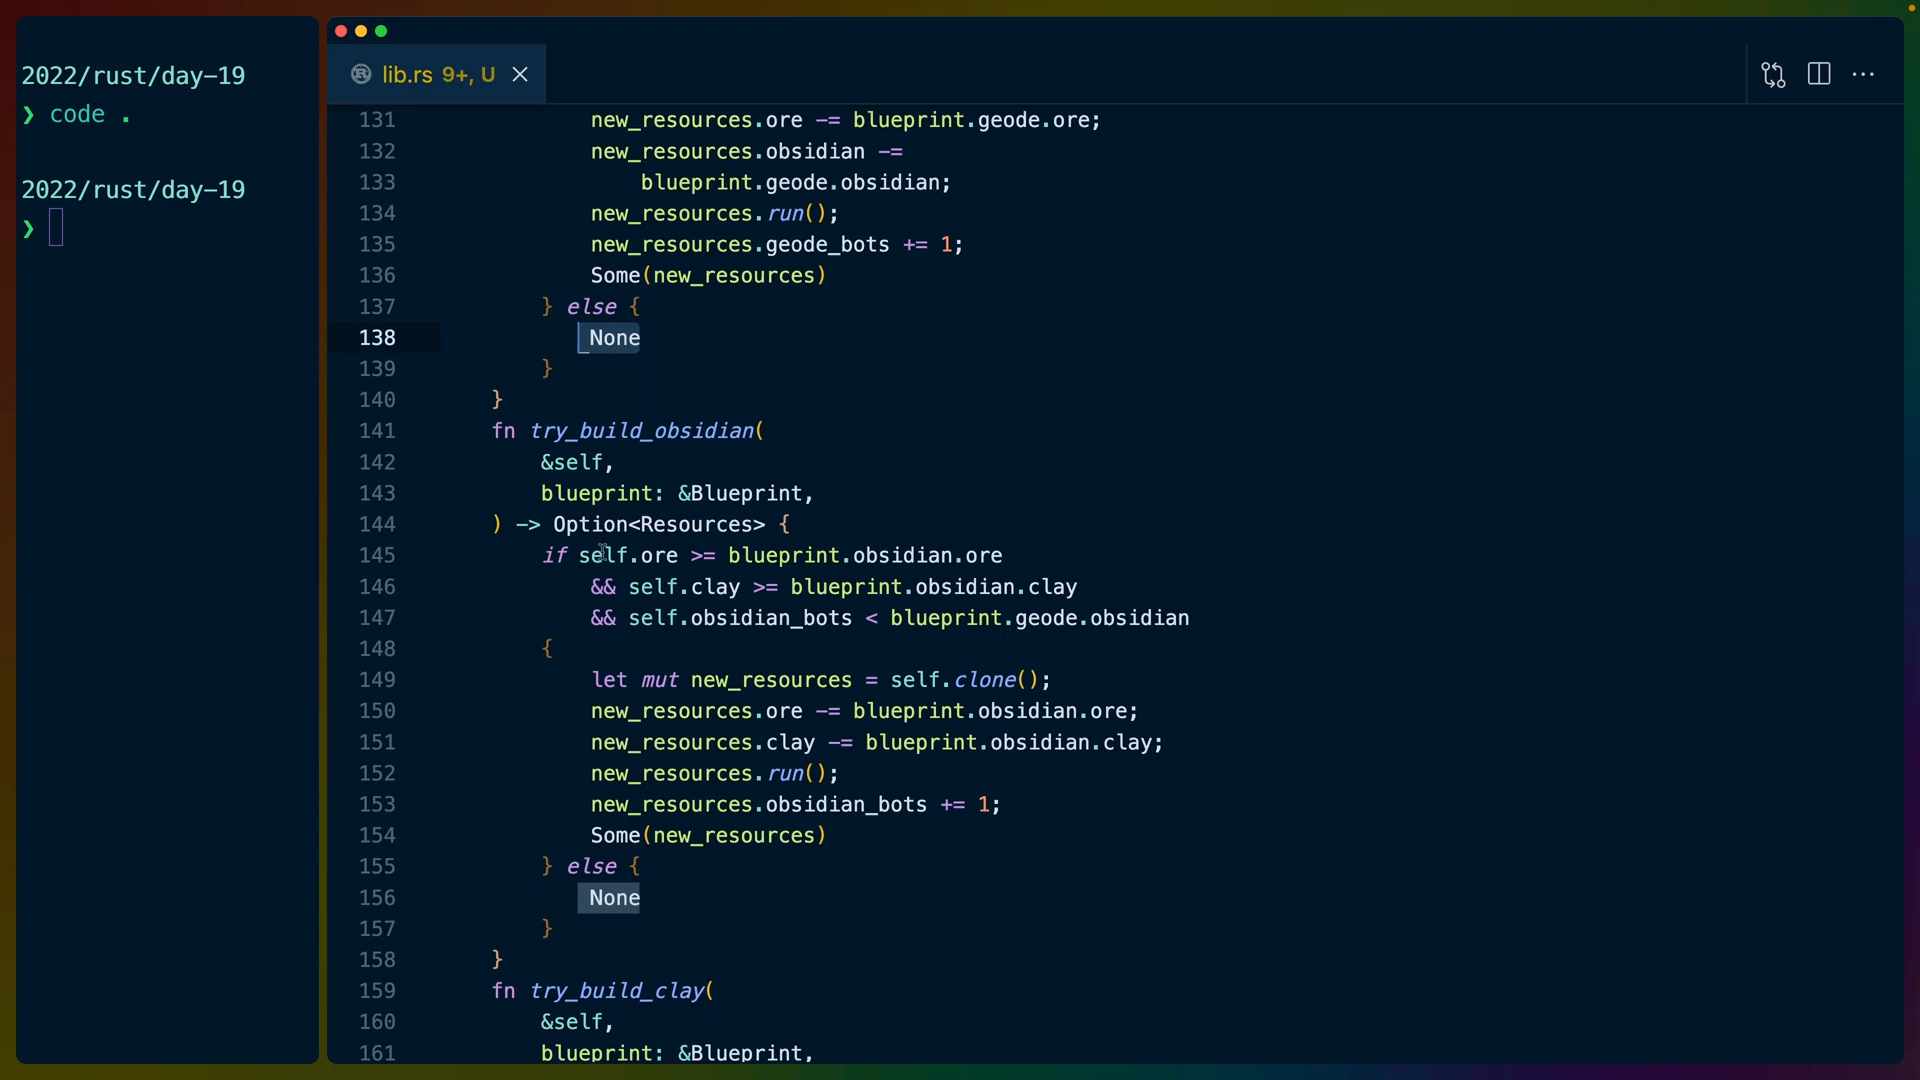 2022/rust/day-19
❯ code .
2022/rust/day-19
❯
lib.rs 9+, U
131 new_resources.ore -= blueprint.geode.ore;
132 new_resources.obsidian -=
133 blueprint.geode.obsidian;
134 new_resources.run();
135 new_resources.geode_bots += 1;
136 Some(new_resources)
137 } else {
138 None
139 }
140 }
141 fn try_build_obsidian(
142 &self,
143 blueprint: &Blueprint,
144 ) -> Option<Resources> {
145 if self.ore >= blueprint.obsidian.ore
146 && self.clay >= blueprint.obsidian.clay
147 && self.obsidian_bots < blueprint.geode.obsidian
148 {
149 let mut new_resources = self.clone();
150 new_resources.ore -= blueprint.obsidian.ore;
151 new_resources.clay -= blueprint.obsidian.clay;
152 new_resources.run();
153 new_resources.obsidian_bots += 1;
154 Some(new_resources)
155 } else {
156 None
157 }
158 }
159 fn try_build_clay(
160 &self,
161 blueprint: &Blueprint,